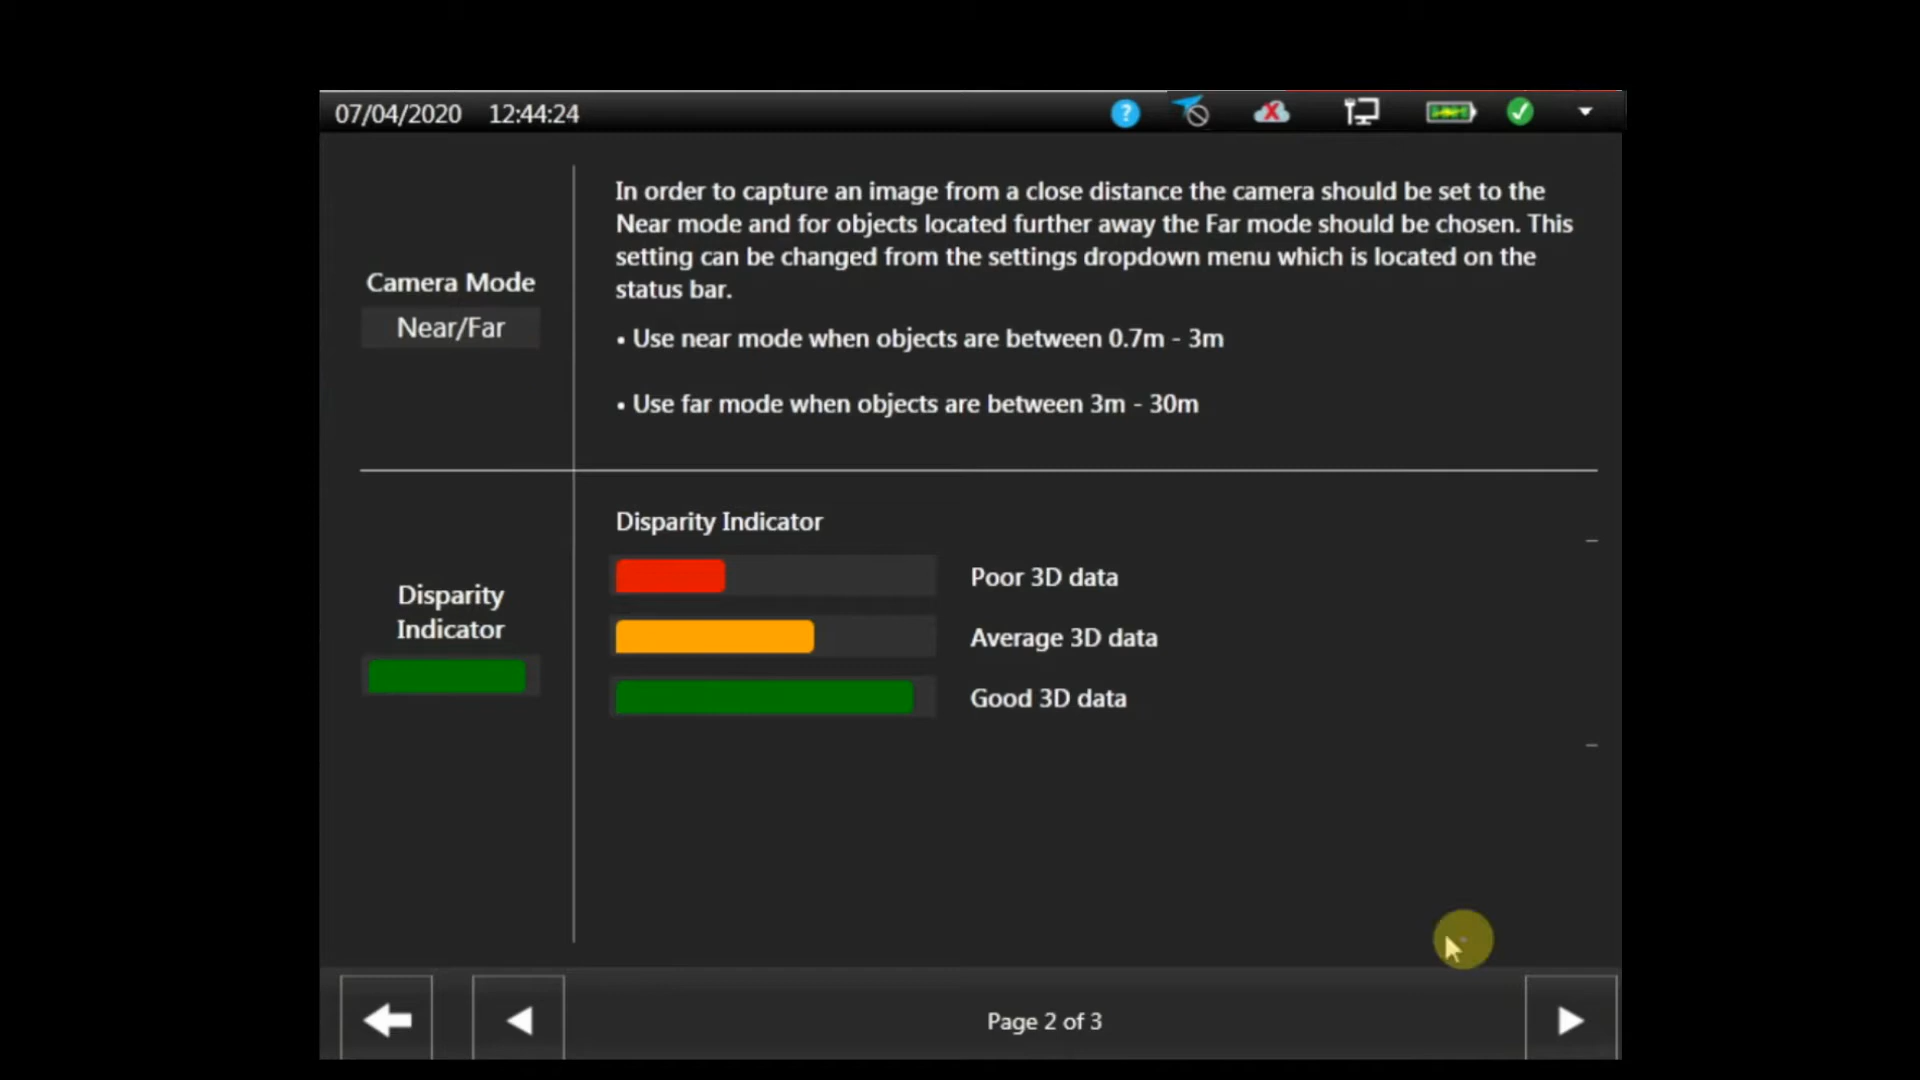 07/04/2020 12:44:24
?
Camera Mode
Near/Far
In order to capture an image from a close distance the camera should be set to the
Near mode and for objects located further away the Far mode should be chosen. This
setting can be changed from the settings dropdown menu which is located on the
status bar.
• Use near mode when objects are between 0.7m - 3m
• Use far mode when objects are between 3m - 30m
Disparity
Indicator
Disparity Indicator
Poor 3D data
Average 3D data
Good 3D data
Page 2 of 3